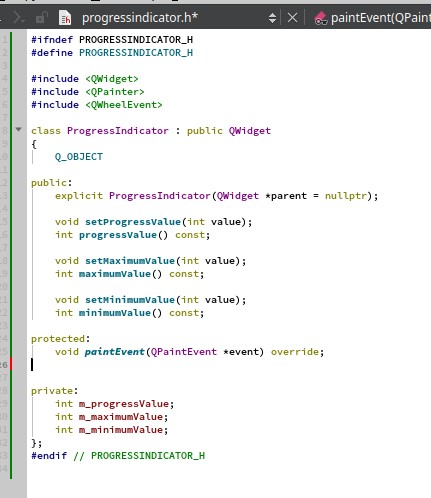 progressindicator.h*
paintEvent(QPaint
#ifndef PROGRESSINDICATOR_H
#define PROGRESSINDICATOR_H
#include <QWidget>
#include <QPainter>
#include <QWheelEvent>
class ProgressIndicator : public QWidget
{
Q_OBJECT
public:
explicit ProgressIndicator(QWidget *parent = nullptr);
void setProgressValue(int value);
int progressValue() const;
void setMaximumValue(int value);
int maximumValue() const;
void setMinimumValue(int value);
int minimumValue() const;
protected:
void paintEvent(QPaintEvent *event) override;
26
private:
int m_progressValue;
int m_maximumValue;
int m_minimumValue;
};
#endif // PROGRESSINDICATOR_H